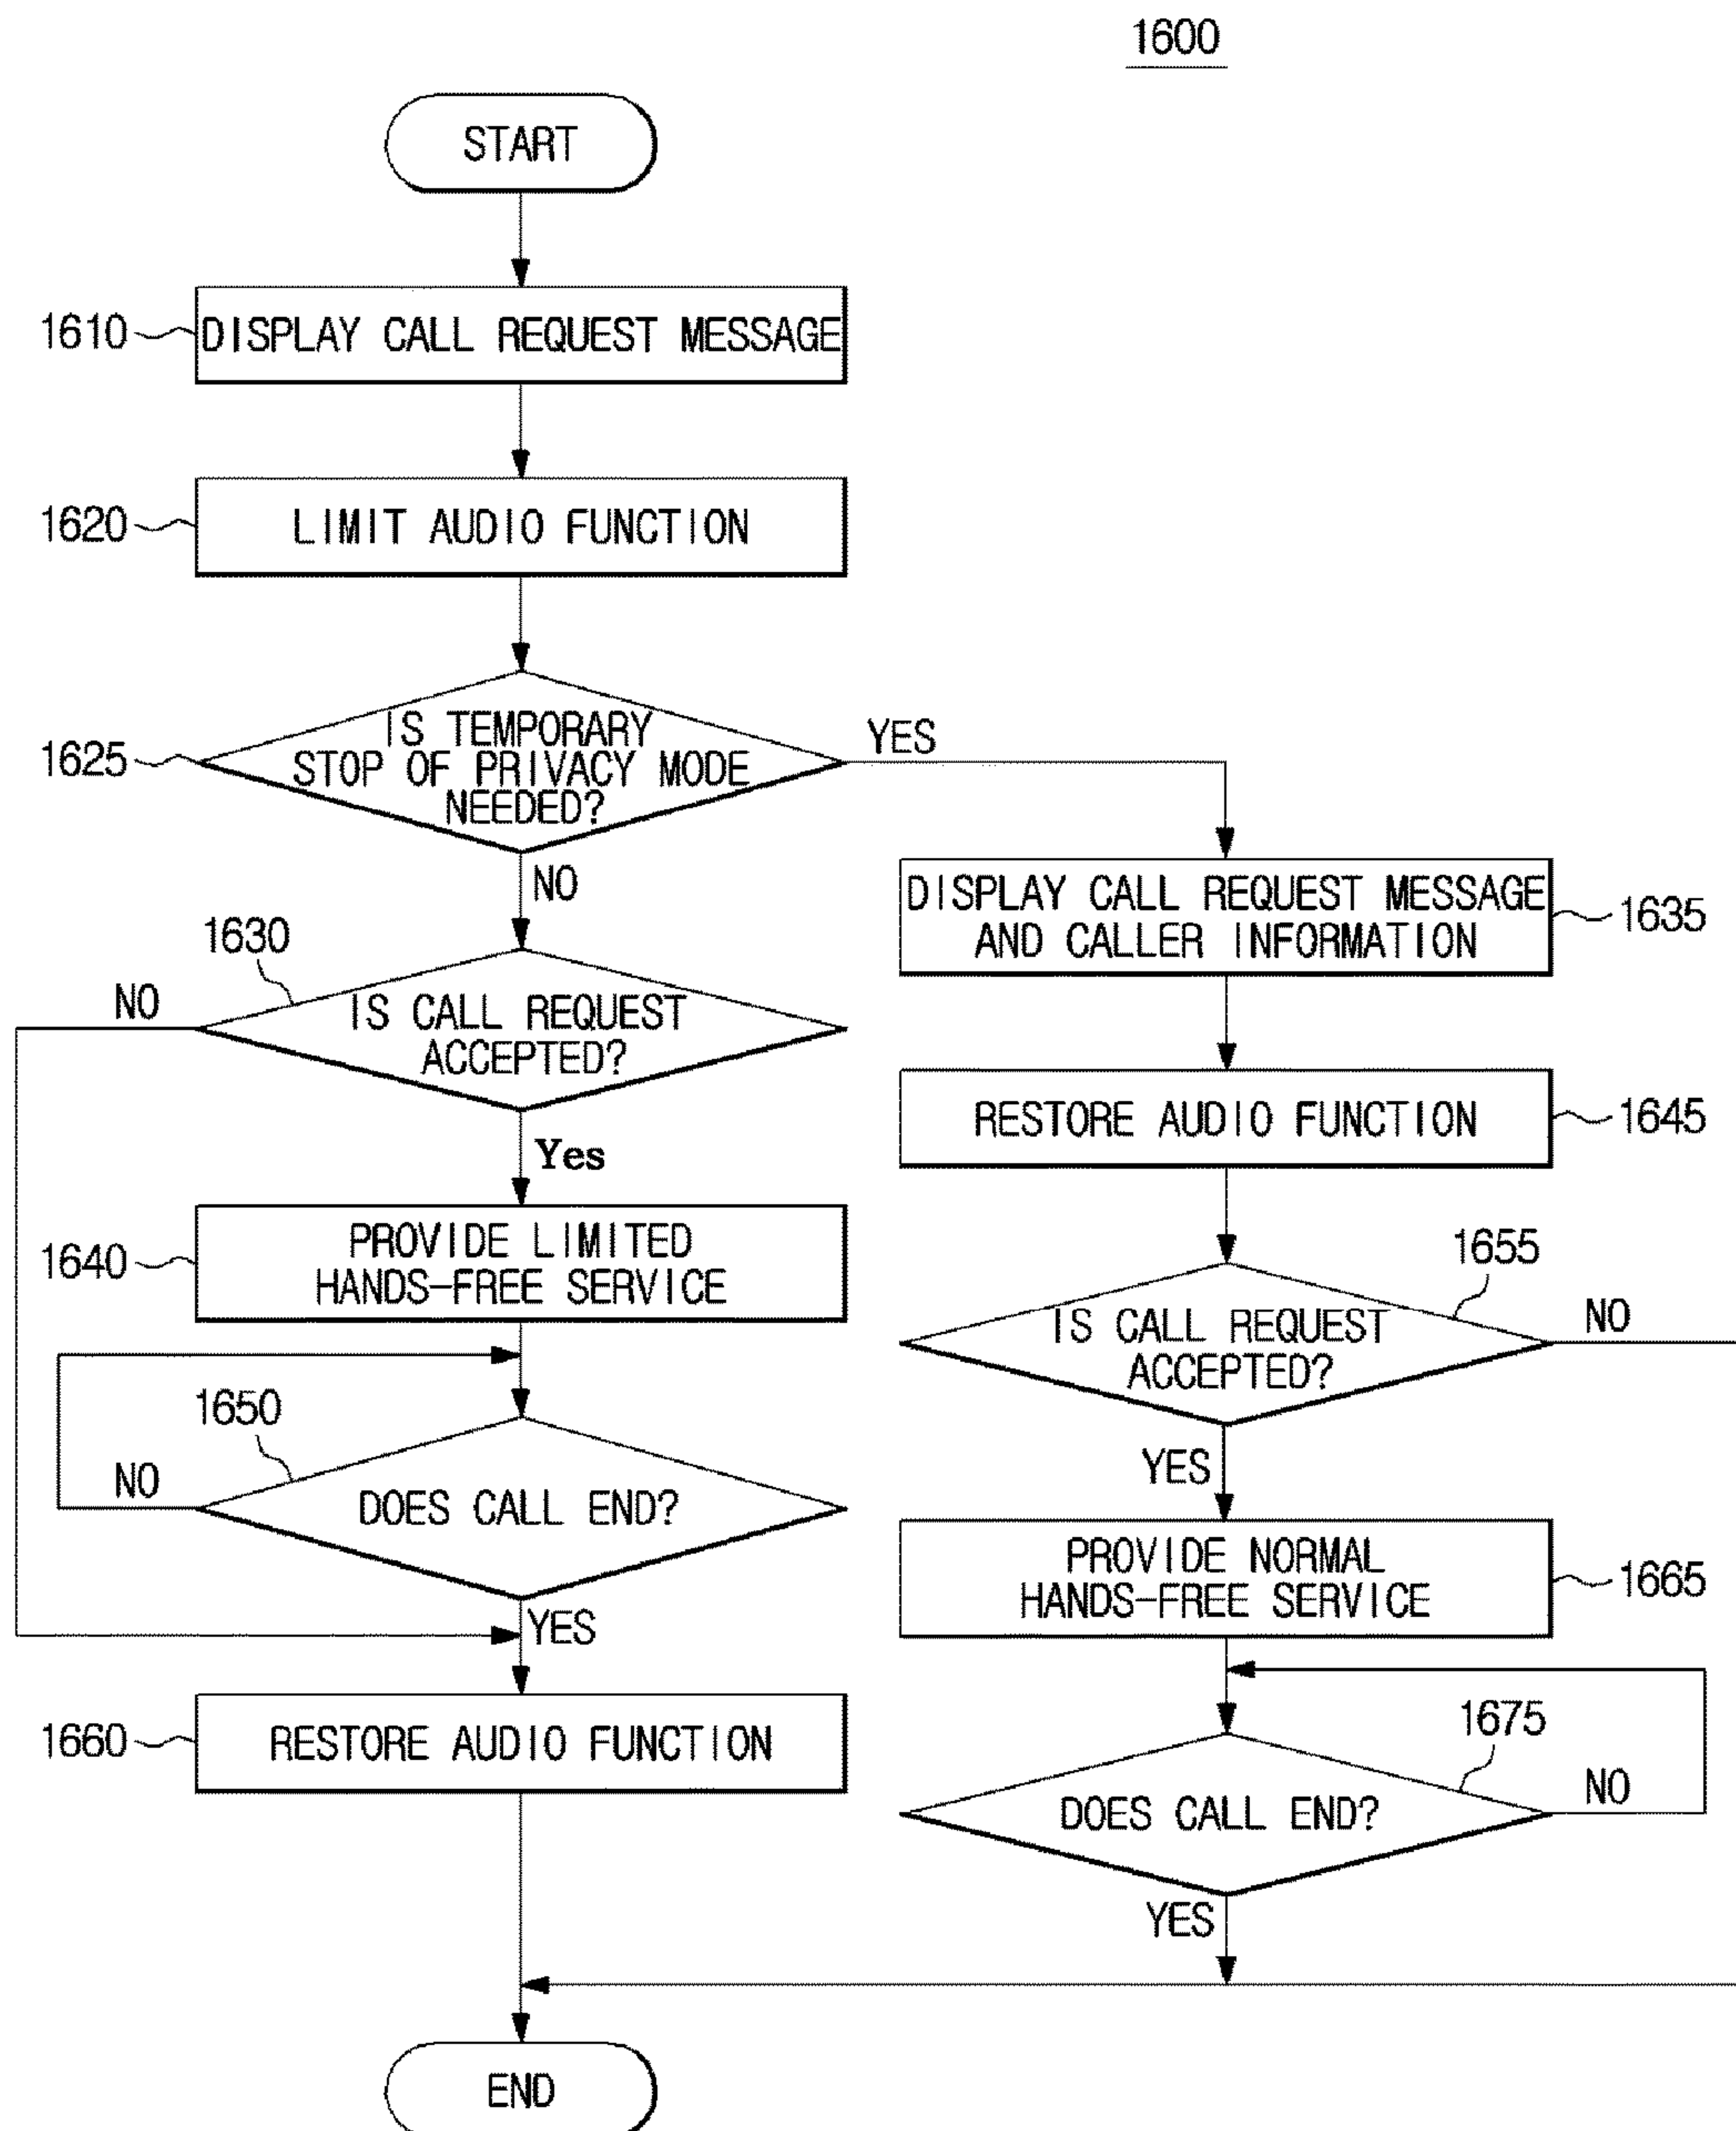 1600
START
1610
DISPLAY CALL REQUEST MESSAGE
1620
LIMIT AUDIO FUNCTION
1625
IS TEMPORARY
STOP OF PRIVACY MODE
NEEDED?
YES
NO
1630
NO
IS CALL REQUEST
ACCEPTED?
Yes
1640
PROVIDE LIMITED
HANDS-FREE SERVICE
1650
NO
DOES CALL END?
YES
1660
RESTORE AUDIO FUNCTION
DISPLAY CALL REQUEST MESSAGE
AND CALLER INFORMATION
1635
RESTORE AUDIO FUNCTION
1645
1655
IS CALL REQUEST
ACCEPTED?
NO
YES
PROVIDE NORMAL
HANDS-FREE SERVICE
1665
1675
DOES CALL END?
NO
YES
END